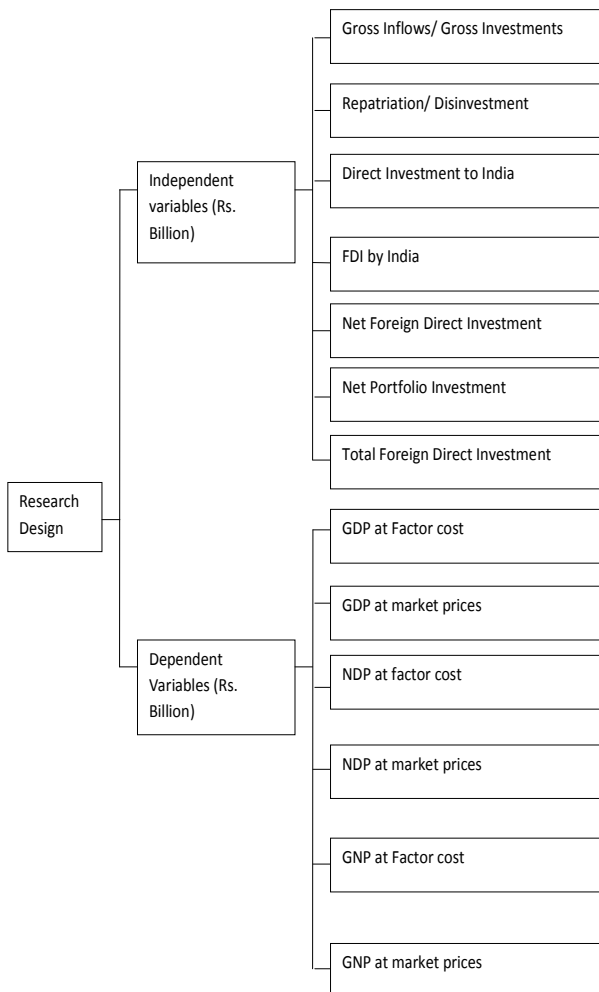 Research
Design
Independent
variables (Rs.
Billion)
Gross Inflows/ Gross Investments
Repatriation/ Disinvestment
Direct Investment to India
FDI by India
Net Foreign Direct Investment
Net Portfolio Investment
Total Foreign Direct Investment
Dependent
Variables (Rs.
Billion)
GDP at Factor cost
GDP at market prices
NDP at factor cost
NDP at market prices
GNP at Factor cost
GNP at market prices